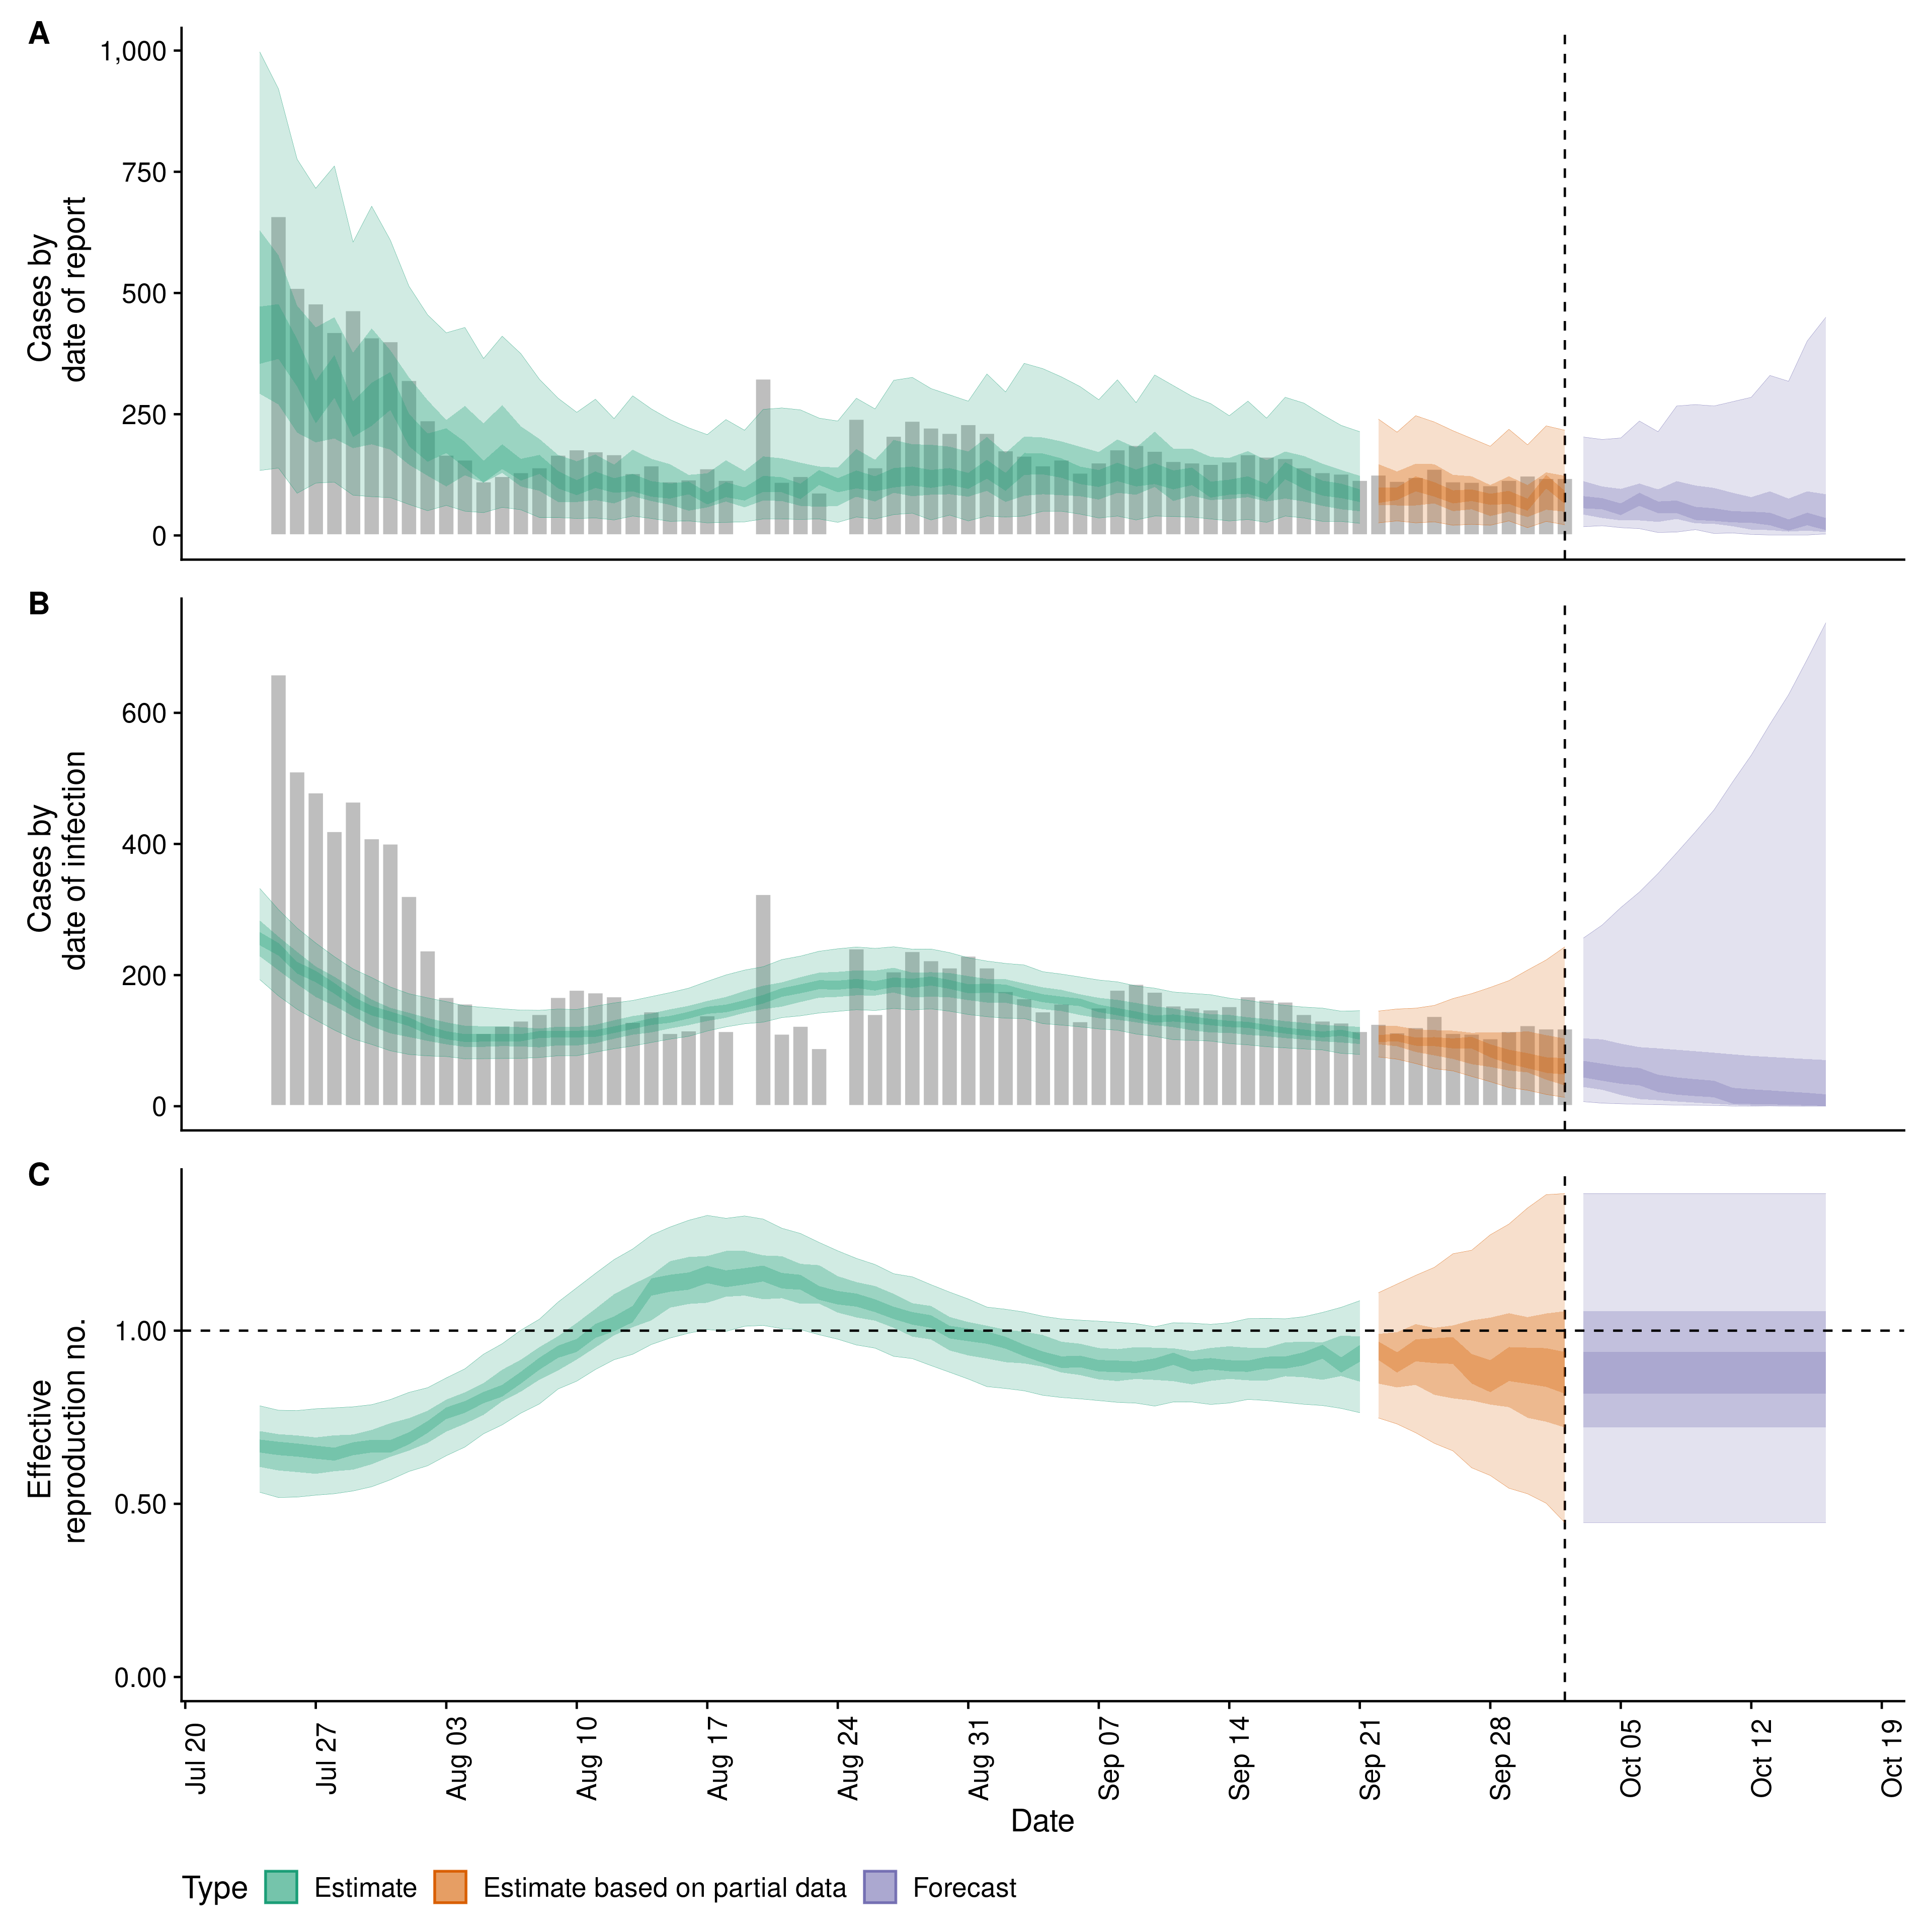 A
1,000
750
500
250
0
Cases by
date of report
B
600
400
200
0
Cases by
date of infection
C
1.00
0.50
0.00
Effective
reproduction no.
Jul 20
Jul 27
Aug 03
Aug 10
Aug 17
Aug 24
Aug 31
Sep 07
Sep 14
Sep 21
Sep 28
Oct 05
Oct 12
Oct 19
Date
Type Estimate Estimate based on partial data Forecast